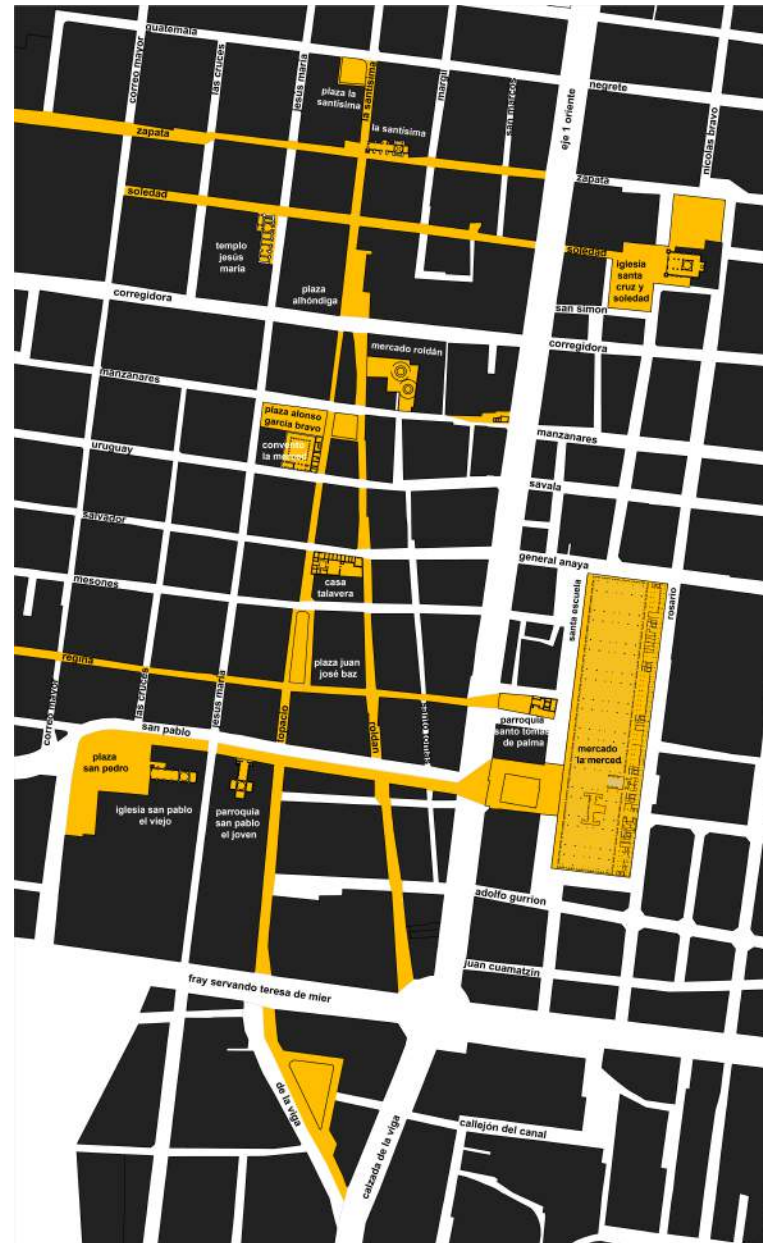 guatemala
correo mayor
las cruces
jesus maría
plaza la
santísima
la santísima
margil
san marcos
eje 1 oriente
negrete
nicolas bravo
zapata
la santísima
zapata
soledad
templo
jesús
maría
soledad
iglesia
santa
cruz y
soledad
plaza
alhóndiga
corregidora
san simon
mercado roldán
corregidora
manzanares
plaza alonso
garcía bravo
convento
la merced
uruguay
manzanares
savala
salvador
general anaya
mesones
casa
talavera
santa escuela
rosario
regina
plaza juan
josé baz
correo mayor
las cruces
jesus maría
topacio
roldan
parroquia
santo tomas
de palma
san pablo
mercado
la merced
plaza
san pedro
iglesia san pablo
el viejo
parroquia
san pablo
el joven
adolfo gurrion
juan cuamatzin
fray servando teresa de mier
de la viga
calzada de la viga
callejón del canal